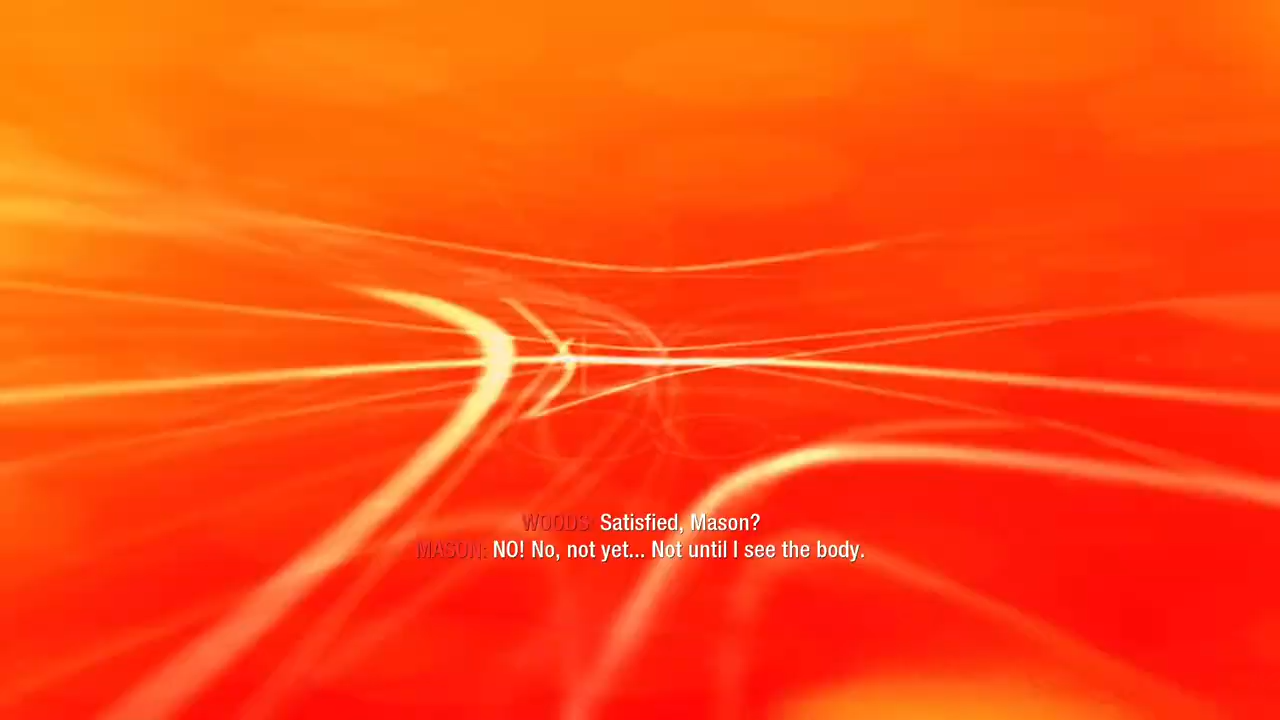 WOODS: Satisfied, Mason?
MASON: NO! No, not yet... Not until I see the body.